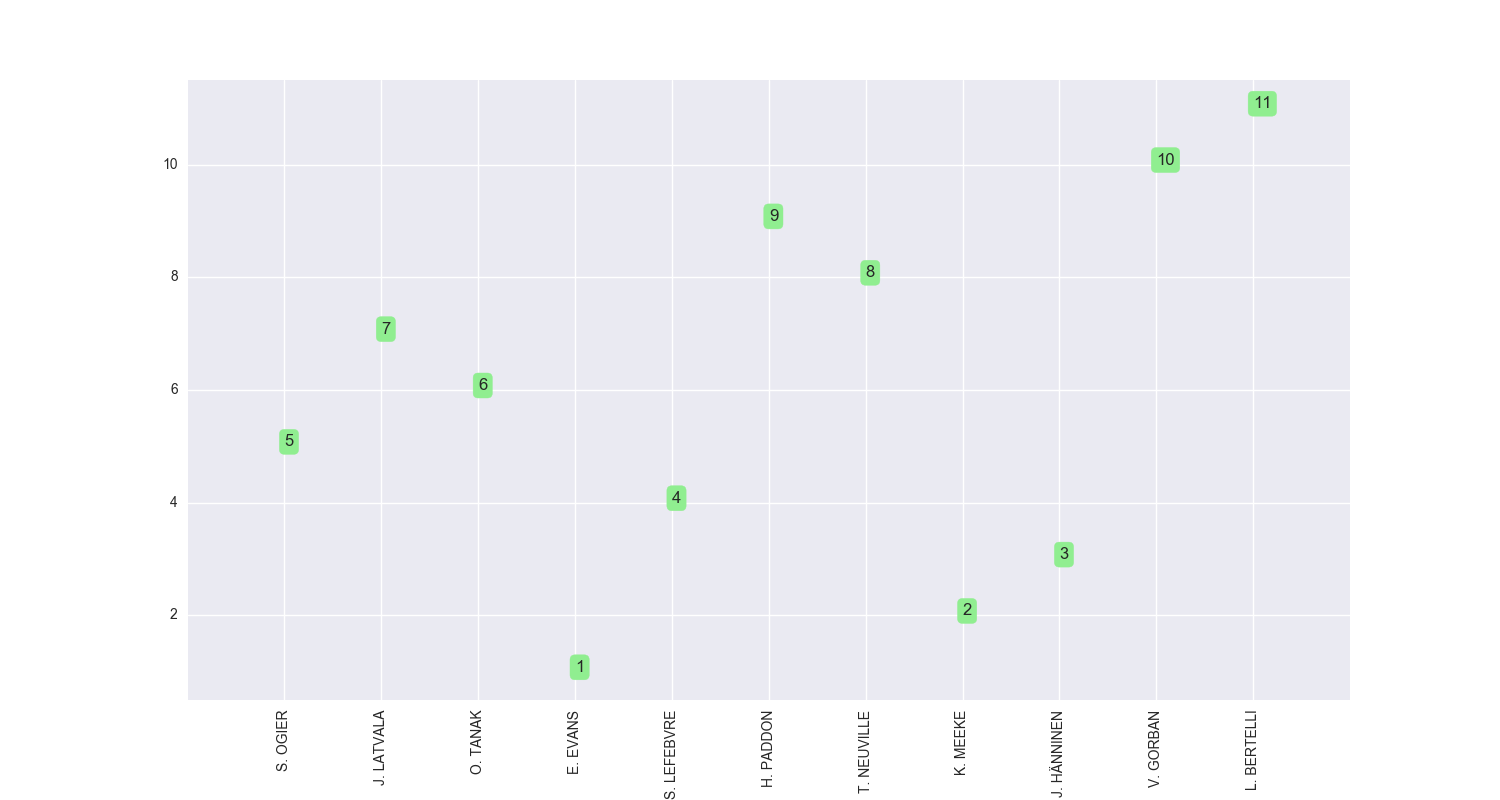 11
10
10
9
8
8
7
6
6
5
4
4
3
2
2
1
S. OGIER
J. LATVALA
O. TANAK
E. EVANS
S. LEFEBVRE
H. PADDON
T. NEUVILLE
K. MEEKE
J. HÄNNINEN
V. GORBAN
L. BERTELLI